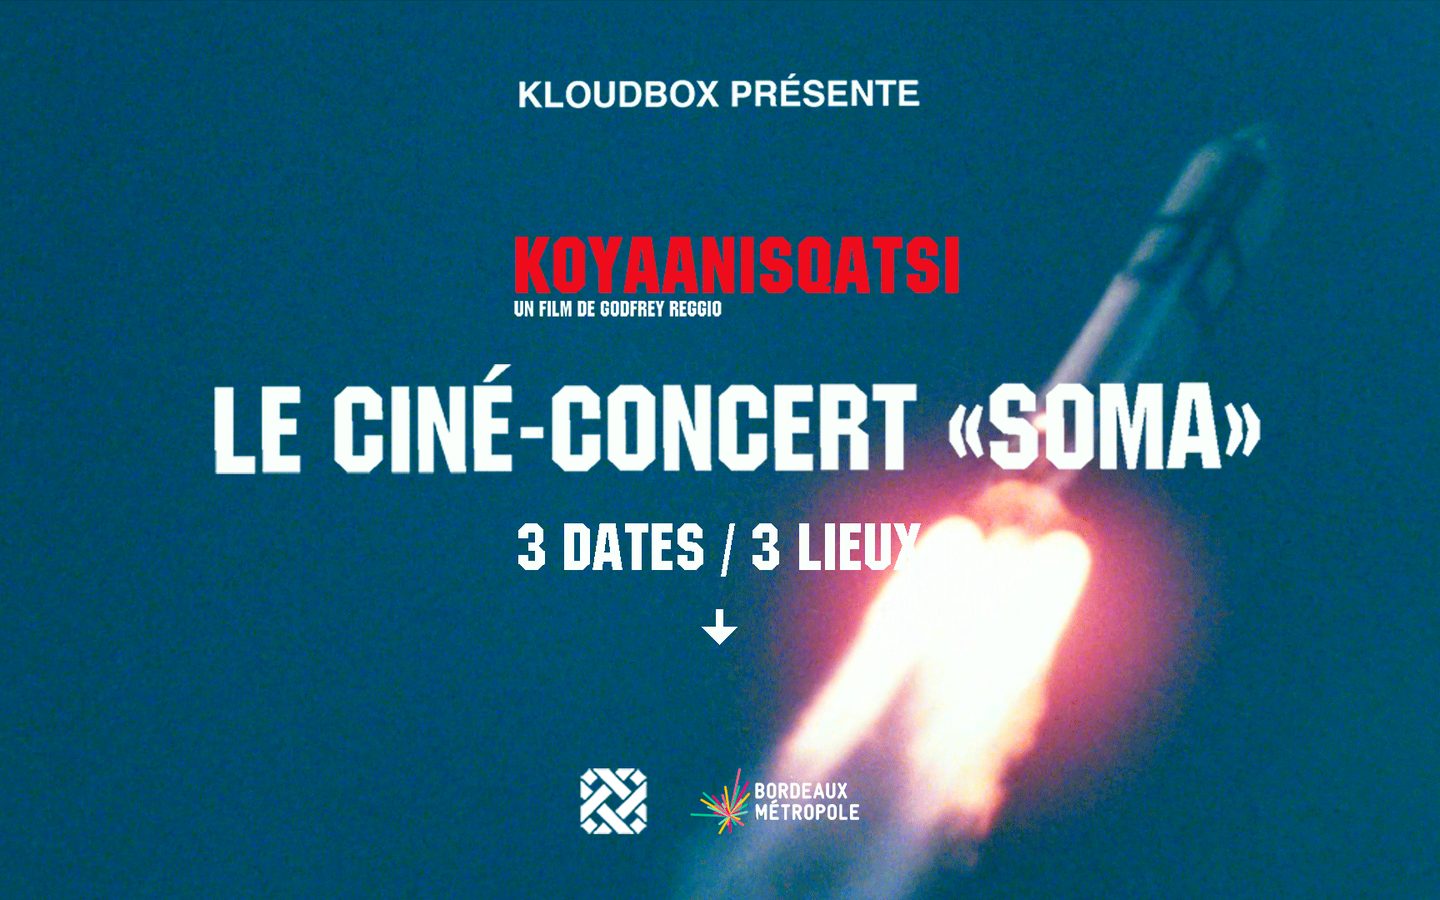 KLOUDBOX PRÉSENTE
KOYAANISQATSI
UN FILM DE GODFREY REGGIO
LE CINÉ-CONCERT «SOMA»
3 DATES / 3 LIEUX
BORDEAUX
MÉTROPOLE